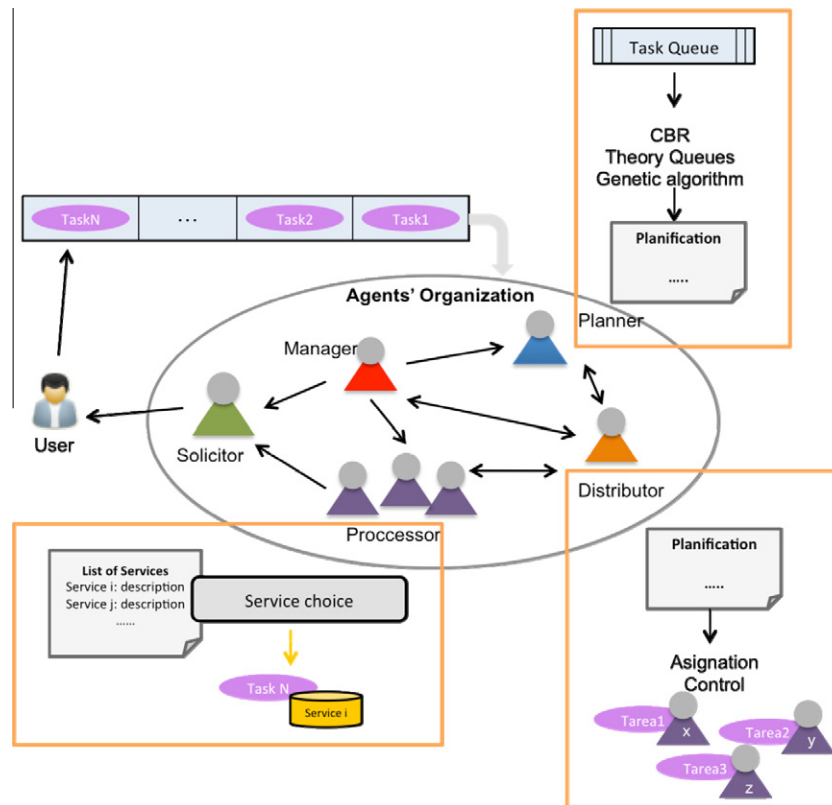 Task Queue
CBR
Theory Queues
Genetic algorithm
Planification
.....
TaskN
...
Task2
Task1
Agents' Organization
Planner
Manager
User
Solicitor
Proccessor
Distributor
List of Services
Service i: description
Service j: description
......
Service choice
Task N
Service i
Planification
.....
Asignation
Control
Tarea1
x
Tarea2
y
Tarea3
z